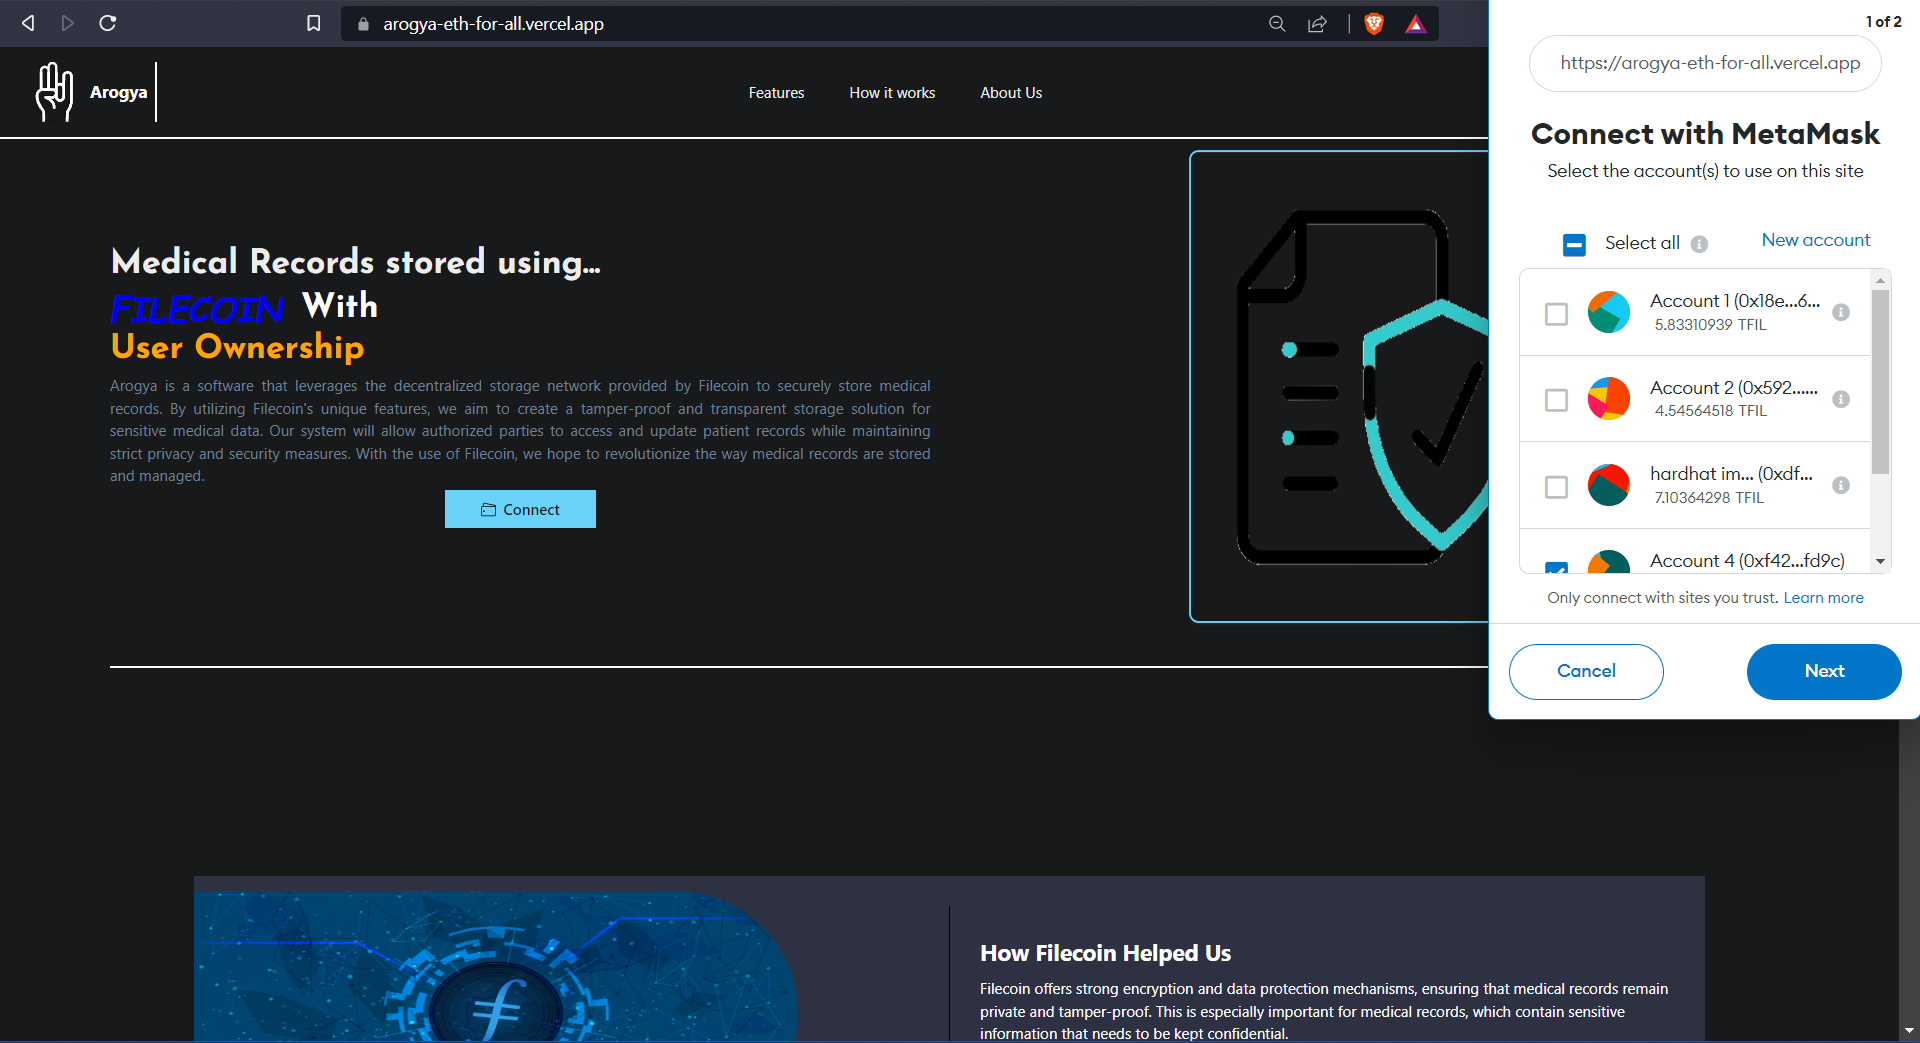 arogya-eth-for-all.vercel.app
Arogya
Features
How it works
About Us
Medical Records stored using...
FILECOIN With
User Ownership
Arogya is a software that leverages the decentralized storage network provided by Filecoin to securely store medical
records. By utilizing Filecoin's unique features, we aim to create a tamper-proof and transparent storage solution for
sensitive medical data. Our system will allow authorized parties to access and update patient records while maintaining
strict privacy and security measures. With the use of Filecoin, we hope to revolutionize the way medical records are stored
and managed.
Connect
How Filecoin Helped Us
Filecoin offers strong encryption and data protection mechanisms, ensuring that medical records remain
private and tamper-proof. This is especially important for medical records, which contain sensitive
information that needs to be kept confidential.
1 of 2
https://arogya-eth-for-all.vercel.app
Connect with MetaMask
Select the account(s) to use on this site
Select all
New account
Account 1 (0x18e...6...
5.83310939 TFIL
Account 2 (0x592......
4.54564518 TFIL
hardhat im... (0xdf...
7.10364298 TFIL
Account 4 (0xf42...fd9c)
Only connect with sites you trust. Learn more
Cancel
Next